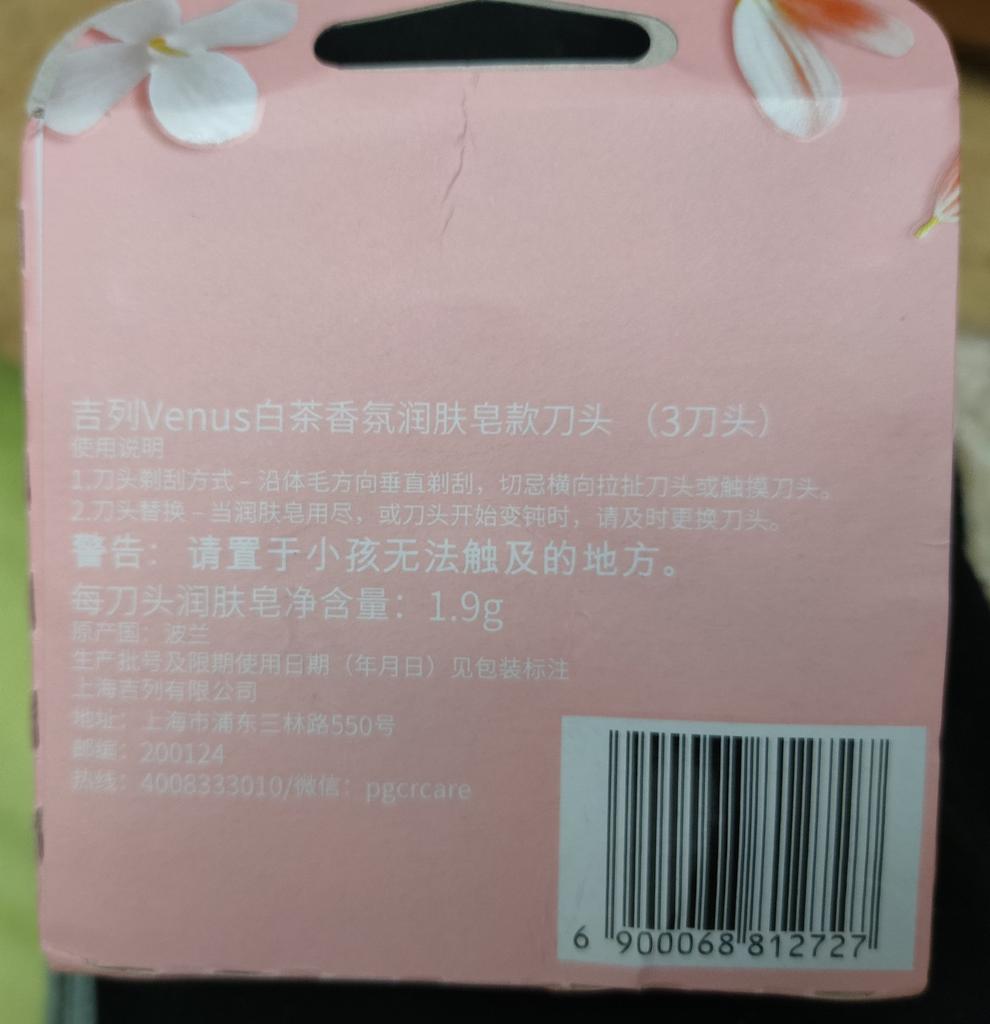 吉列Venus白茶香氛润肤皂款刀头 （3刀头）
使用说明
1.刀头剃刮方式 – 沿体毛方向垂直剃刮，切忌横向拉扯刀头或触摸刀头。
2.刀头替换 – 当润肤皂用尽，或刀头开始变钝时，请及时更换刀头。
警告： 请置于小孩无法触及的地方。
每刀头润肤皂净含量：1.9g
原产国：波兰
生产批号及限期使用日期（年月日）见包装标注
上海吉列有限公司
地址：上海市浦东三林路550号
邮编：200124
热线：4008333010/微信：pgcrcare
6 900068 812727